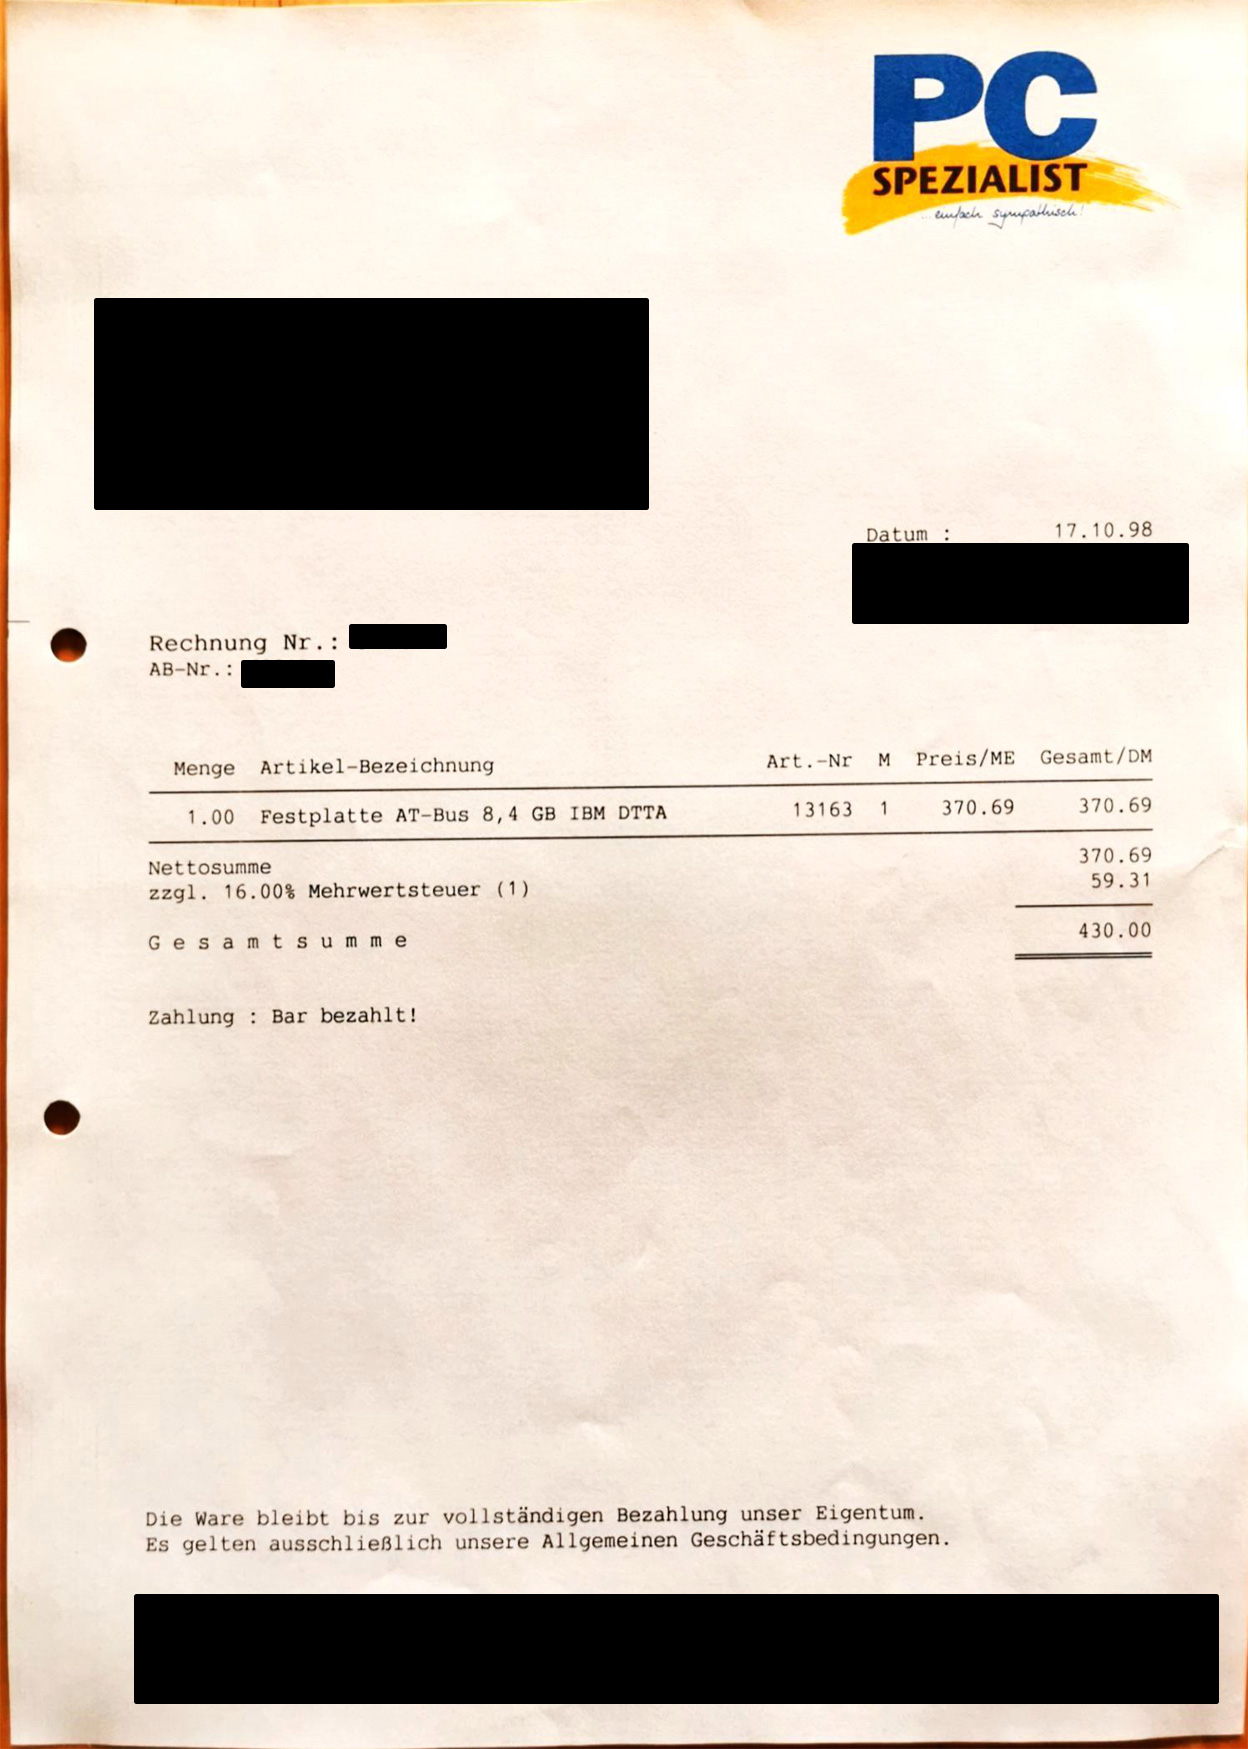 PC
SPEZIALIST
...einfach sympathisch!
Datum : 17.10.98
Rechnung Nr.:
AB-Nr.:
Menge Artikel-Bezeichnung Art.-Nr M Preis/ME Gesamt/DM
1.00 Festplatte AT-Bus 8,4 GB IBM DTTA 13163 1 370.69 370.69
Nettosumme 370.69
zzgl. 16.00% Mehrwertsteuer (1) 59.31
G e s a m t s u m m e 430.00
Zahlung : Bar bezahlt!
Die Ware bleibt bis zur vollständigen Bezahlung unser Eigentum.
Es gelten ausschließlich unsere Allgemeinen Geschäftsbedingungen.